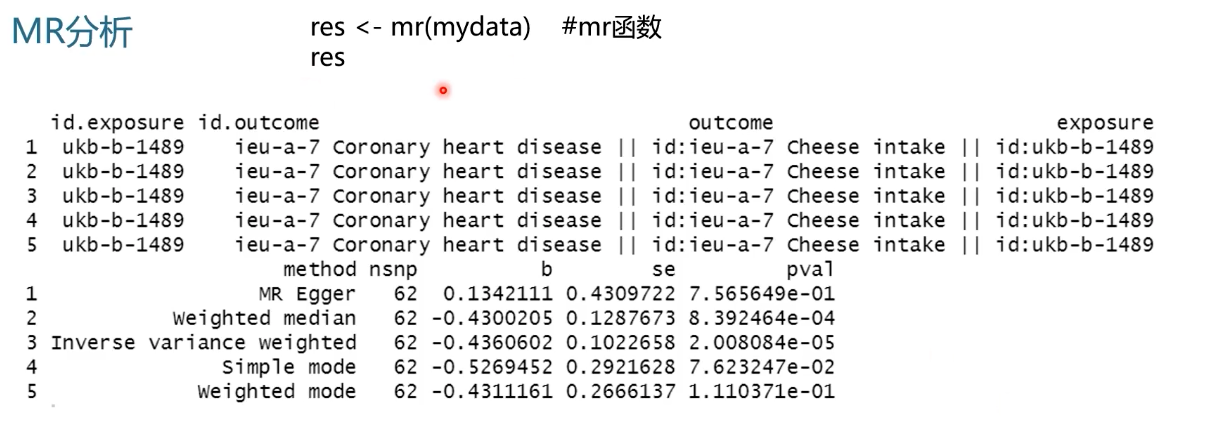 MR分析
res <- mr(mydata) #mr函数
res
id.exposure id.outcome outcome exposure
1 ukb-b-1489 ieu-a-7 Coronary heart disease || id:ieu-a-7 Cheese intake || id:ukb-b-1489
2 ukb-b-1489 ieu-a-7 Coronary heart disease || id:ieu-a-7 Cheese intake || id:ukb-b-1489
3 ukb-b-1489 ieu-a-7 Coronary heart disease || id:ieu-a-7 Cheese intake || id:ukb-b-1489
4 ukb-b-1489 ieu-a-7 Coronary heart disease || id:ieu-a-7 Cheese intake || id:ukb-b-1489
5 ukb-b-1489 ieu-a-7 Coronary heart disease || id:ieu-a-7 Cheese intake || id:ukb-b-1489
method nsnp b se pval
1 MR Egger 62 0.1342111 0.4309722 7.565649e-01
2 Weighted median 62 -0.4300205 0.1287673 8.392464e-04
3 Inverse variance weighted 62 -0.4360602 0.1022658 2.008084e-05
4 Simple mode 62 -0.5269452 0.2921628 7.623247e-02
5 Weighted mode 62 -0.4311161 0.2666137 1.110371e-01